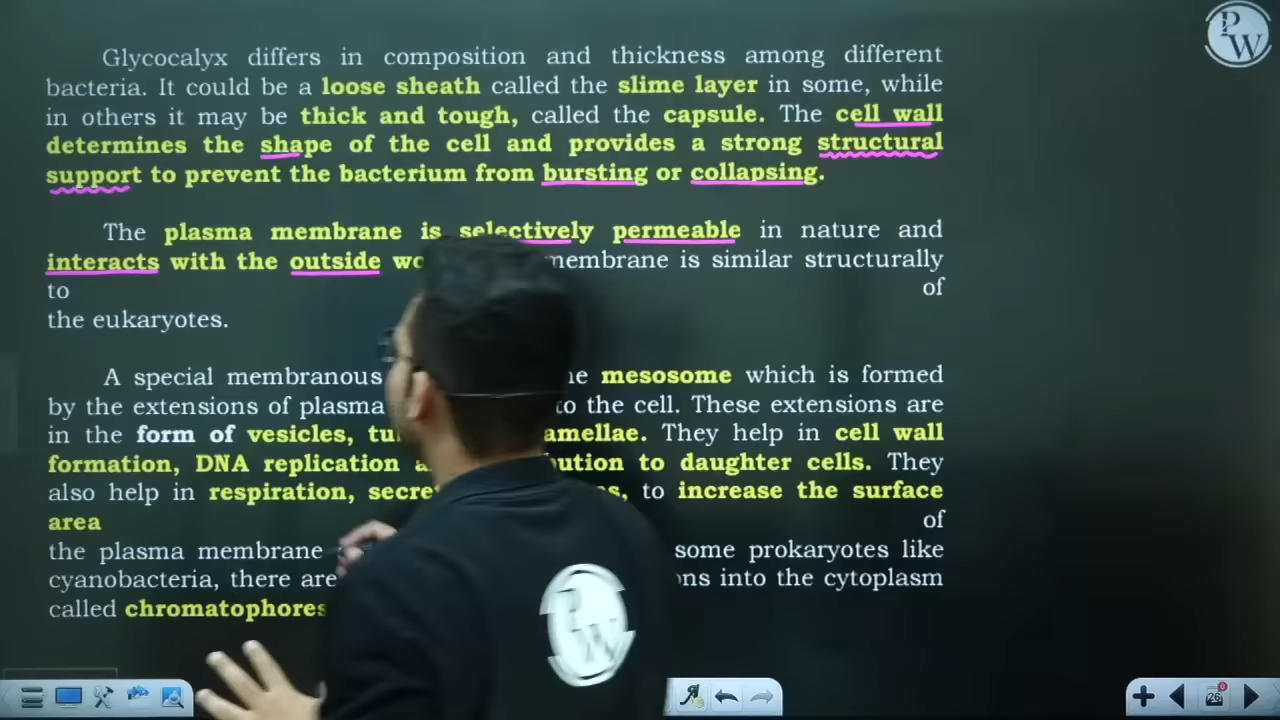 Glycocalyx differs in composition and thickness among different
bacteria. It could be a loose sheath called the slime layer in some, while
in others it may be thick and tough, called the capsule. The cell wall
determines the shape of the cell and provides a strong structural
support to prevent the bacterium from bursting or collapsing.
The plasma membrane is selectively permeable in nature and
interacts with the outside membrane is similar structurally
to of
the eukaryotes.
A special membranous mesosome which is formed
by the extensions of plasma to the cell. These extensions are
in the form of vesicles, They help in cell wall
formation, DNA replication to daughter cells. They
also help in respiration, to increase the surface
area of
the plasma membrane some prokaryotes like
cyanobacteria, there are into the cytoplasm
called chromatophores
PW
PW
26